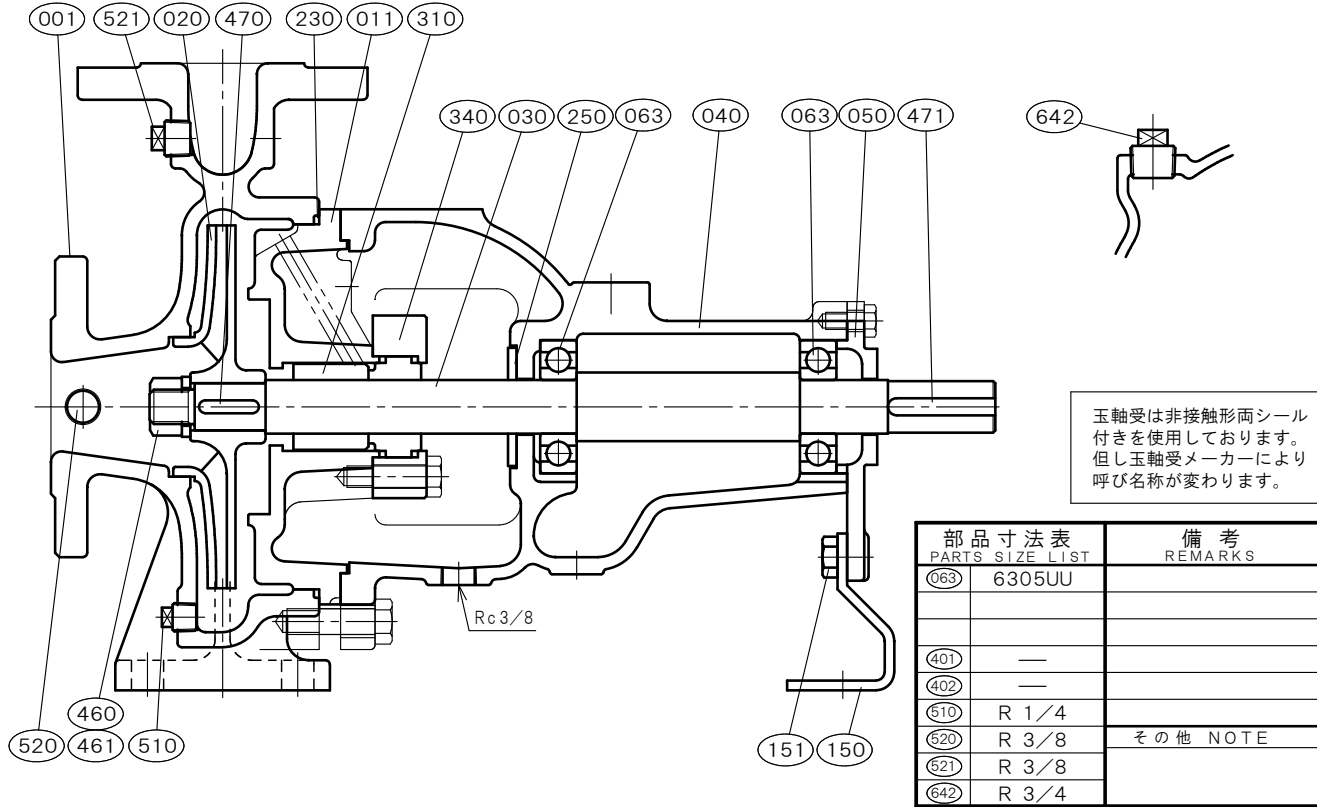 001 521 020 470 230 011 310
340 030 250 063 040 063 050 471
642
玉軸受は非接触形両シール
付きを使用しております。
但し玉軸受メーカーにより
呼び名称が変わります。
Rc3/8
460
520 461 510
151 150
部品寸法表 備考
PARTS SIZE LIST REMARKS
063 6305UU
401 —
402 —
510 R 1/4
520 R 3/8 その他 NOTE
521 R 3/8
642 R 3/4